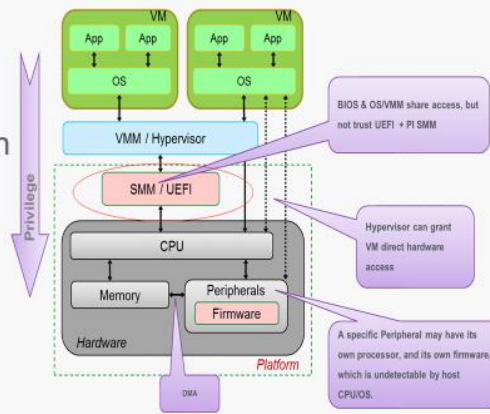 VM
VM
App
App
App
App
OS
OS
BIOS & OS/VMM share access, but
not trust UEFI + PI SMM
VMM / Hypervisor
n
SMM / UEFI
Privilege
Hypervisor can grant
VM direct hardware
access
CPU
Memory
Peripherals
Firmware
Hardware
Platform
A specific Peripheral may have its
own processor, and its own firmware,
which is undetectable by host
CPU/OS.
DMA